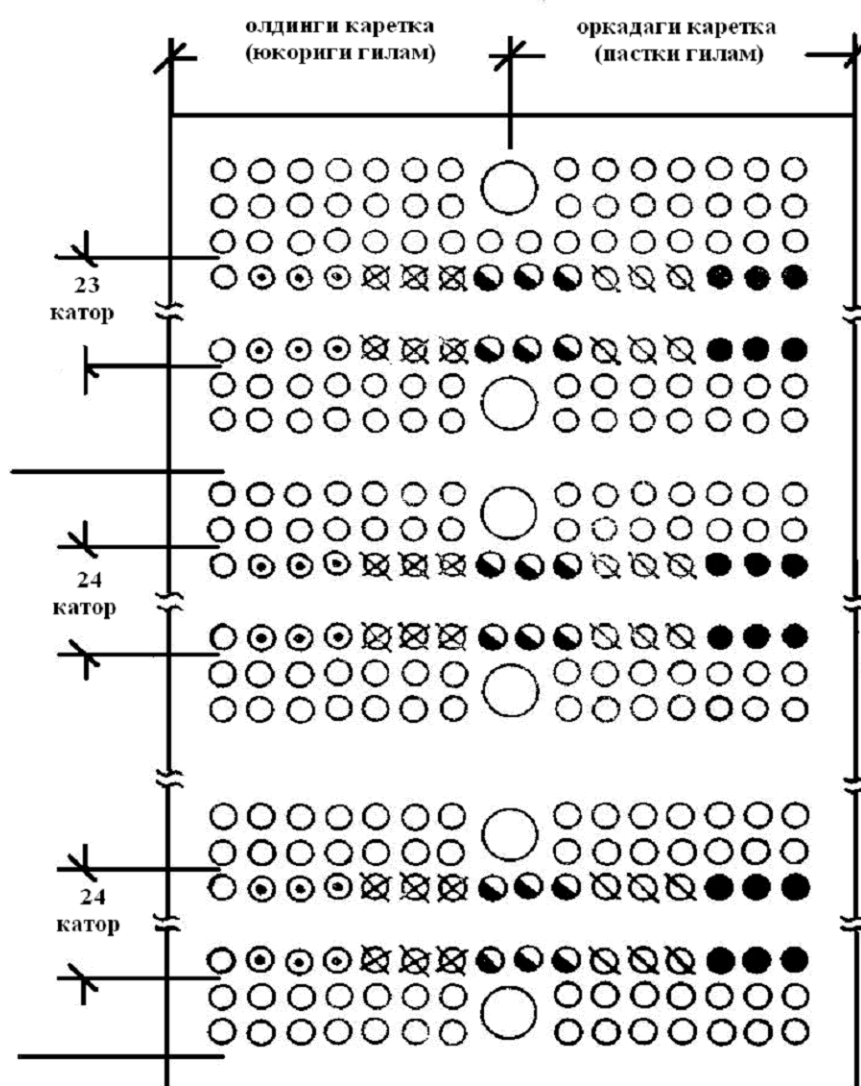 олдинги каретка
(юкориги гилам)
оркадаги каретка
(пастки гилам)
23
катор
24
катор
24
катор